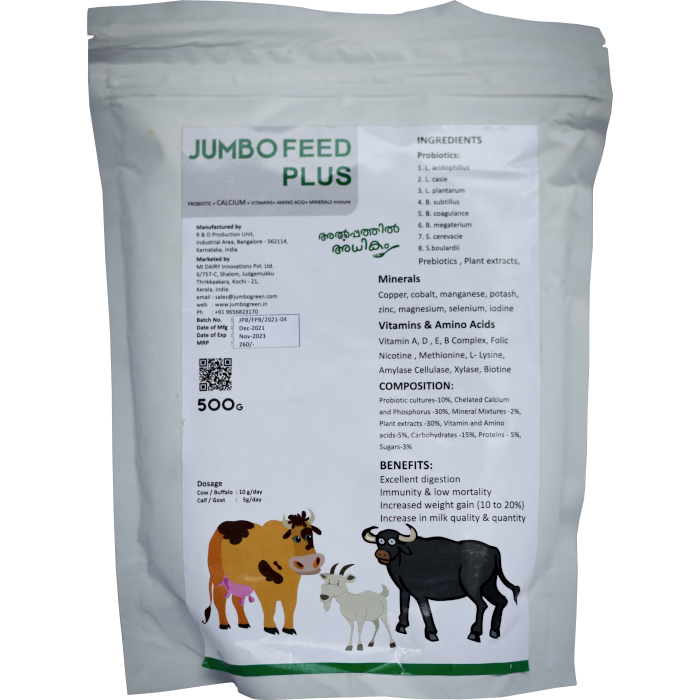 JUMBO FEED
PLUS
PROBIOTIC + CALCIUM + VITAMINS+ AMINO ACID+ MINERALS mixture
Manufactured by
R & D Production Unit,
Industrial Area, Bangalore - 562114,
Karnataka, India
Marketed by
MI DAIRY Innovations Pvt. Ltd.
6/757-C, Shalom, Judgemukku
Thrikkaakara, Kochi - 21,
Kerala, India.
email : sales@jumbogreen.com
web : www.jumbogreen.in
Ph : +91 9656823170
Batch No. : JPB/FPB/2021-04
Date of Mfg : Dec-2021
Date of Exp : Nov-2023
MRP : 260/-
500G
Dosage
Cow / Buffalo : 10 g/day
Calf / Goat : 5g/day
അൽപ്പത്തിൽ
അധികം
INGREDIENTS
Probiotics:
1. L. acidophillus
2. L. casie
3. L. plantarum
4. B. subtillus
5. B. coagulance
6. B. megaterium
7. S. cerevacie
8. S.boulardii
Prebiotics , Plant extracts,
Minerals
Copper, cobalt, manganese, potash,
zinc, magnesium, selenium, iodine
Vitamins & Amino Acids
Vitamin A, D , E, B Complex, Folic
Nicotine , Methionine, L- Lysine,
Amylase Cellulase, Xylase, Biotine
COMPOSITION:
Probiotic cultures-10%, Chelated Calcium
and Phosphorus -30%, Mineral Mixtures -2%,
Plant extracts -30%, Vitamin and Amino
acids-5%, Carbohydrates -15%, Proteins - 5%,
Sugars-3%
BENEFITS:
Excellent digestion
Immunity & low mortality
Increased weight gain (10 to 20%)
Increase in milk quality & quantity